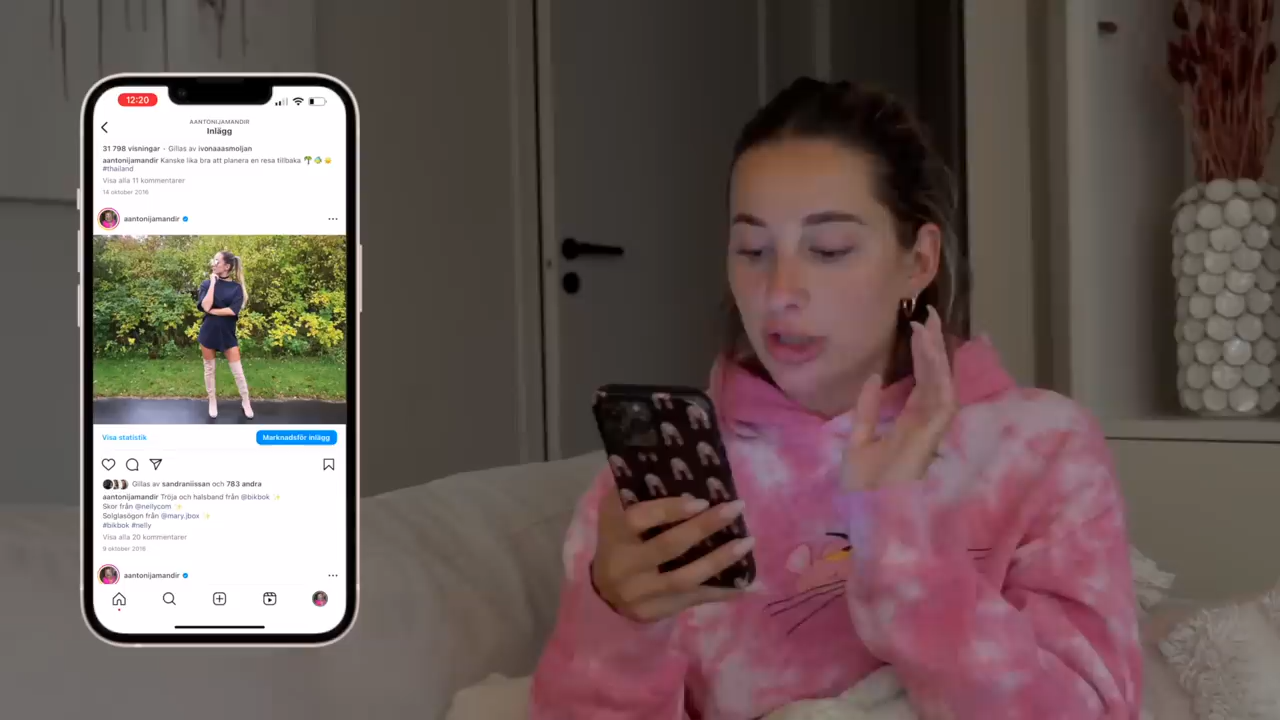 12:20
AANTONIJAMANDIR
Inlägg
31 798 visningar · Gillas av ivonaaasmoljan
aantonijamandir Kanske lika bra att planera en resa tillbaka
#thailand
Visa alla 11 kommentarer
14 oktober 2016
aantonijamandir
Visa statistik
Marknadsför inlägg
Gillas av sandraniissan och 783 andra
aantonijamandir Tröja och halsband från @bikbok
Skor från @nellycom
Solglasögon från @mary.jbox
#bikbok #nelly
Visa alla 20 kommentarer
9 oktober 2016
aantonijamandir